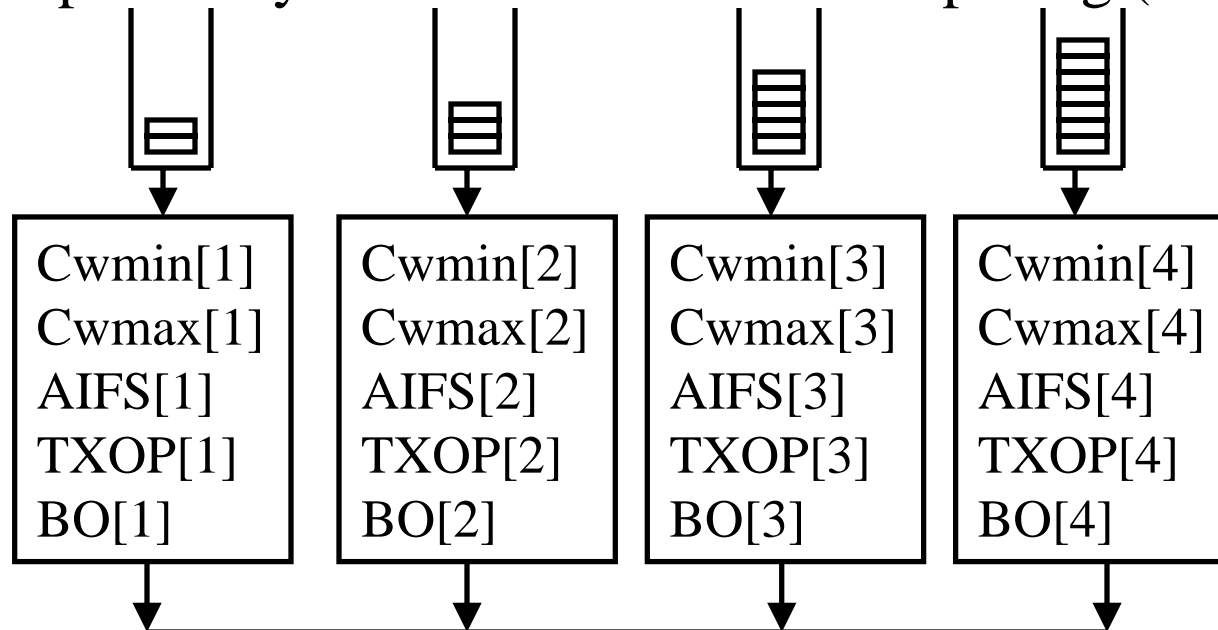 Cwmin[1]
Cwmax[1]
AIFS[1]
TXOP[1]
BO[1]
Cwmin[2]
Cwmax[2]
AIFS[2]
TXOP[2]
BO[2]
Cwmin[3]
Cwmax[3]
AIFS[3]
TXOP[3]
BO[3]
Cwmin[4]
Cwmax[4]
AIFS[4]
TXOP[4]
BO[4]